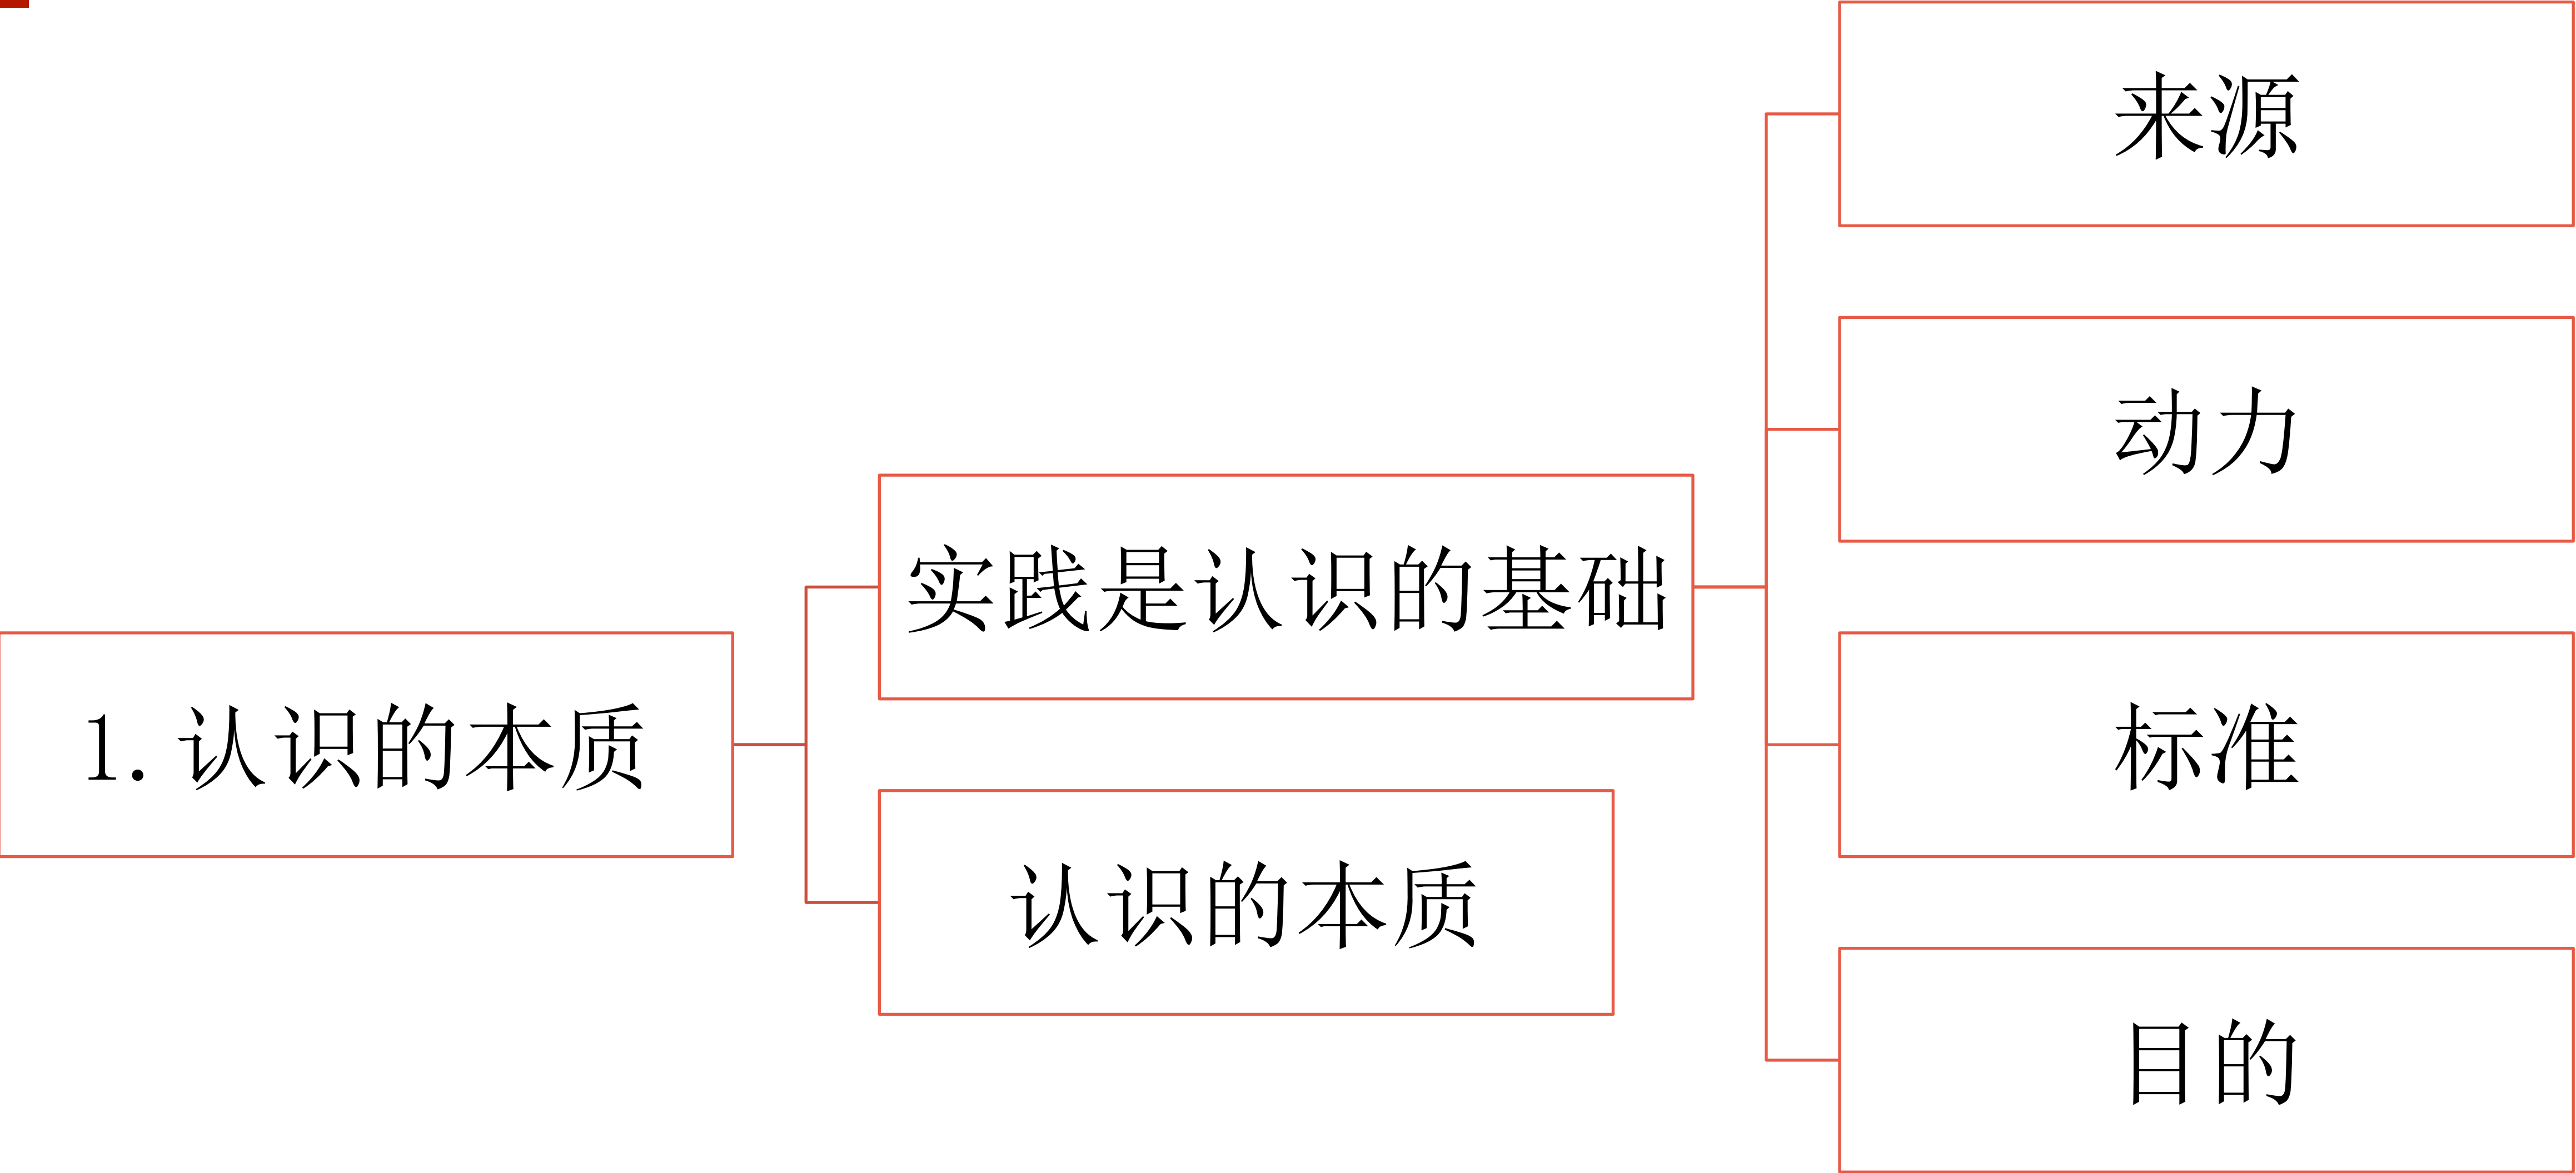 1.认识的本质
实践是认识的基础
来源
动力
标准
目的
认识的本质